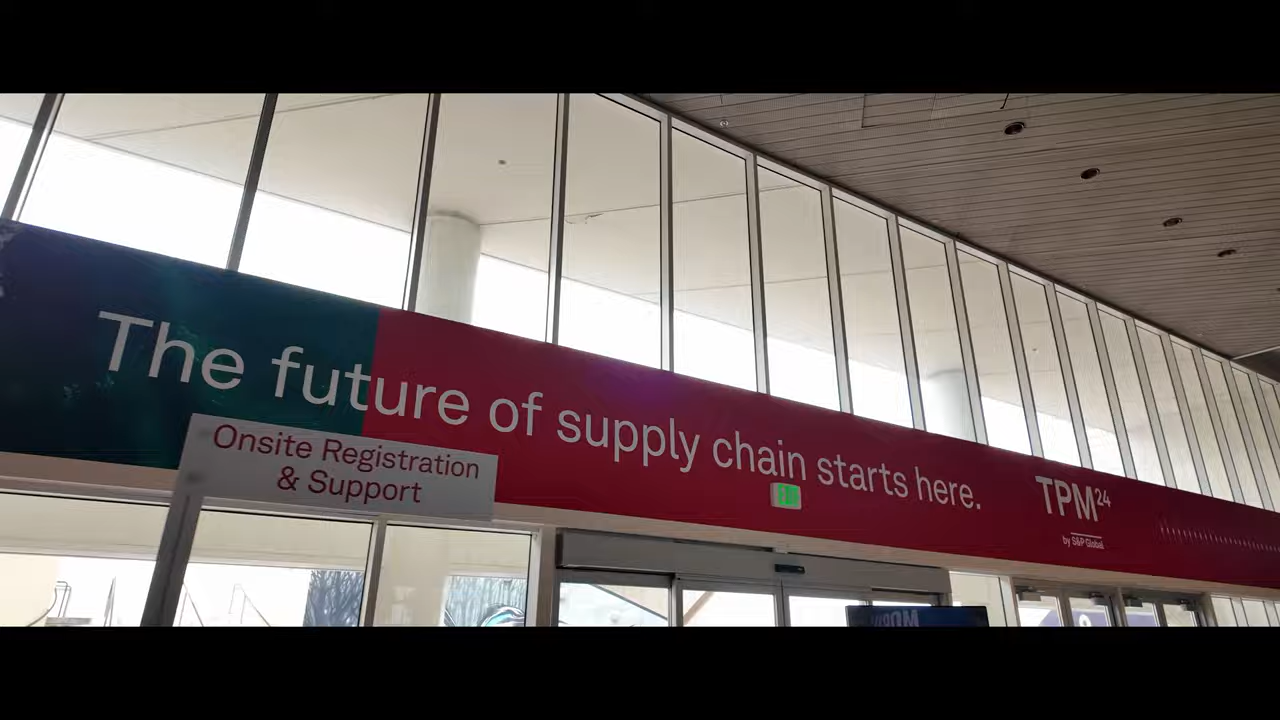 The future of supply chain starts here.
Onsite Registration
& Support
TPM24
by S&P Global